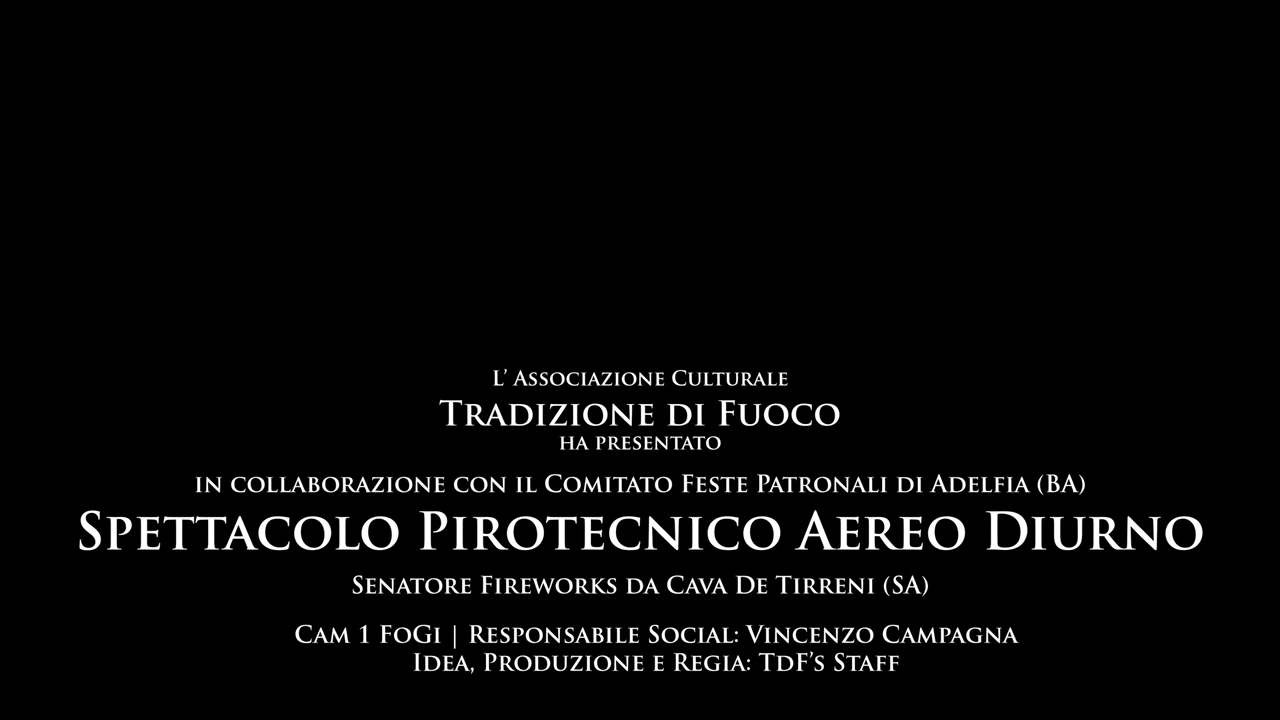 L' Associazione Culturale
Tradizione di Fuoco
ha presentato
in collaborazione con il Comitato Feste Patronali di Adelfia (BA)
Spettacolo Pirotecnico Aereo Diurno
Senatore Fireworks da Cava De Tirreni (SA)
Cam 1 FoGi | Responsabile Social: Vincenzo Campagna
Idea, Produzione e Regia: TdF's Staff